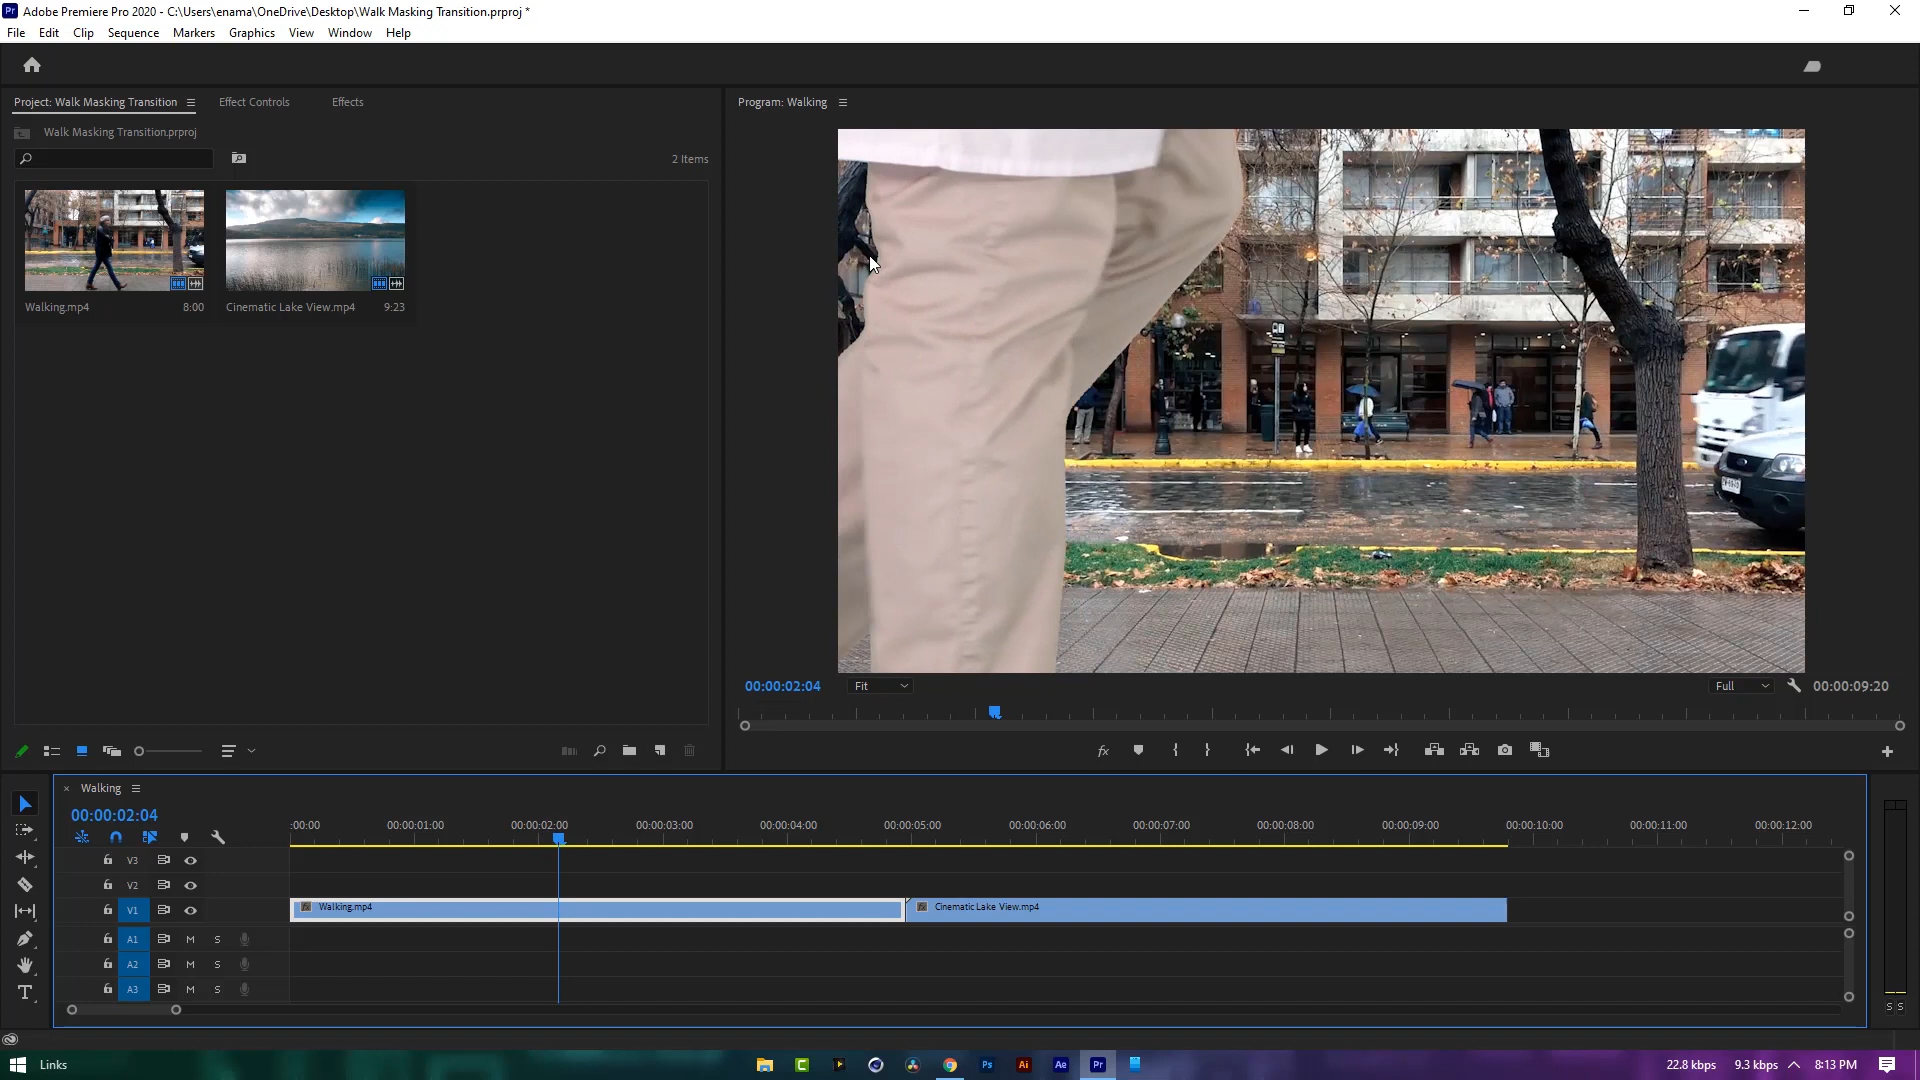 Pr Adobe Premiere Pro 2020 - C:\Users\enama\OneDrive\Desktop\Walk Masking Transition.prproj *
File Edit Clip Sequence Markers Graphics View Window Help
Project: Walk Masking Transition Effect Controls Effects
Program: Walking
Walk Masking Transition.prproj
2 Items
Walking.mp4 8:00
Cinematic Lake View.mp4 9:23
00:00:02:04 Fit Full 00:00:09:20
fx
× Walking
00:00:02:04
:00:00 00:00:01:00 00:00:02:00 00:00:03:00 00:00:04:00 00:00:05:00 00:00:06:00 00:00:07:00 00:00:08:00 00:00:09:00 00:00:10:00 00:00:11:00 00:00:12:00
V3
V2
V1 Walking.mp4 Cinematic Lake View.mp4
A1 M S
A2 M S
A3 M S
S S
Links C Ps Ai Ae Pr 22.8 kbps 9.3 kbps 8:13 PM